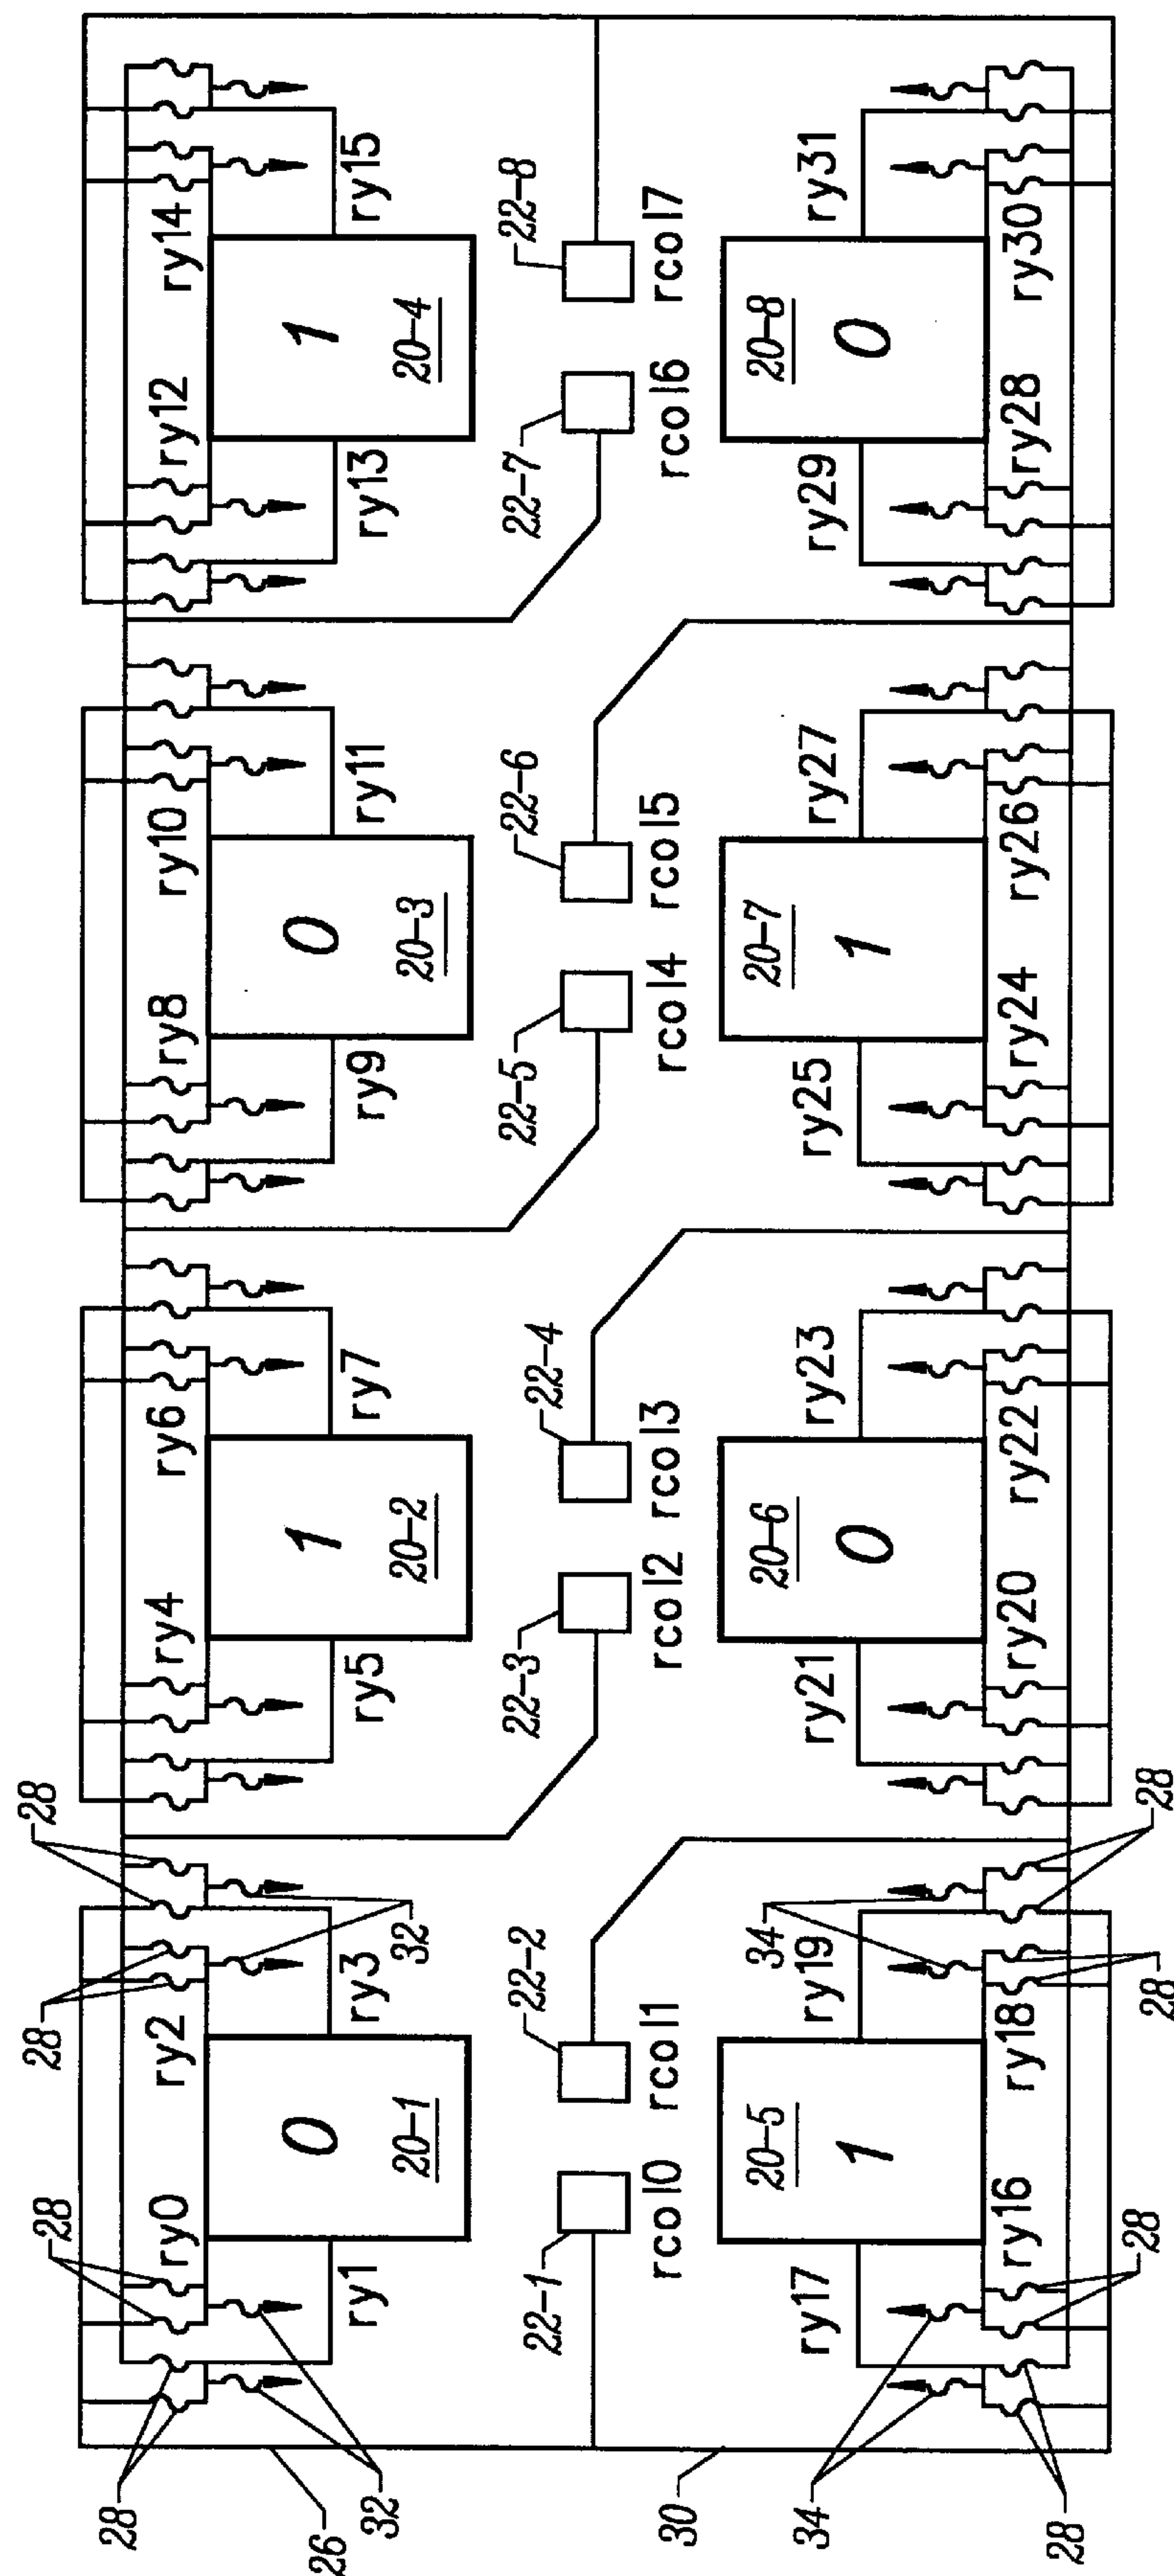 28 28 28 28
ry0 ry2 ry4 ry6 ry8 ry10 ry12 ry14
0 1 0 1
26 32 ry1 ry3 32 ry5 ry7 ry9 ry11 ry13 ry15
20-1 20-2 20-3 20-4
22-1 22-2 22-3 22-4 22-5 22-6 22-7 22-8
rcol0 rcol1 rcol2 rcol3 rcol4 rcol5 rcol6 rcol7
30
20-5 20-6 20-7 20-8
34 ry17 ry19 34 ry21 ry23 ry25 ry27 ry29 ry31
1 0 1 0
ry16 ry18 ry20 ry22 ry24 ry26 ry28 ry30
28 28 28 28